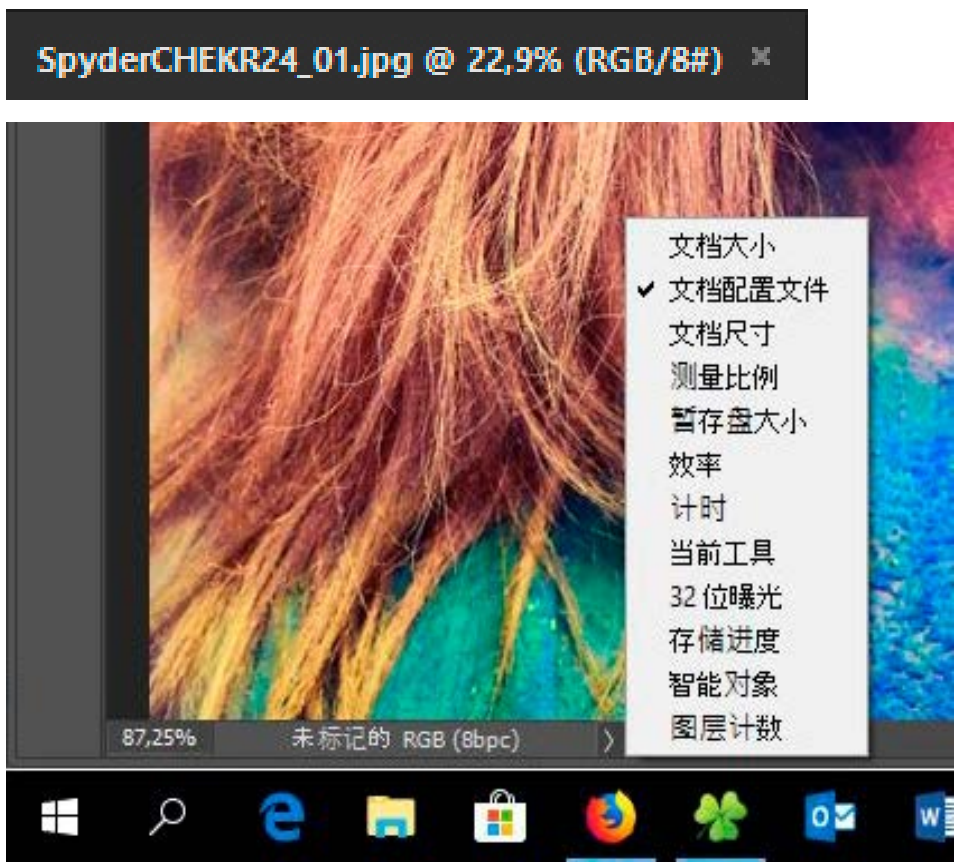 SpyderCHEKR24_01.jpg @ 22,9% (RGB/8#) ×
文档大小
✓ 文档配置文件
文档尺寸
测量比例
暂存盘大小
效率
计时
当前工具
32 位曝光
存储进度
智能对象
图层计数
87,25% 未标记的 RGB (8bpc) >